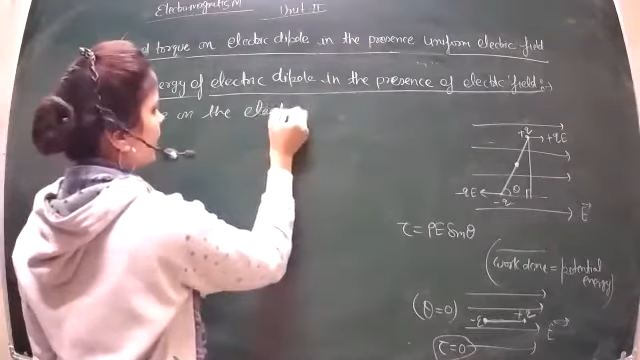 Electromagnetism Unit II
torque on electric dipole in the presence uniform electric field
energy of electric dipole in the presence of electric field :-
on the elect
+q
+qE
-qE
θ
-q
E
τ = PE Sinθ
(work done = potential energy)
(θ=0)
-q
+q
E
τ=0